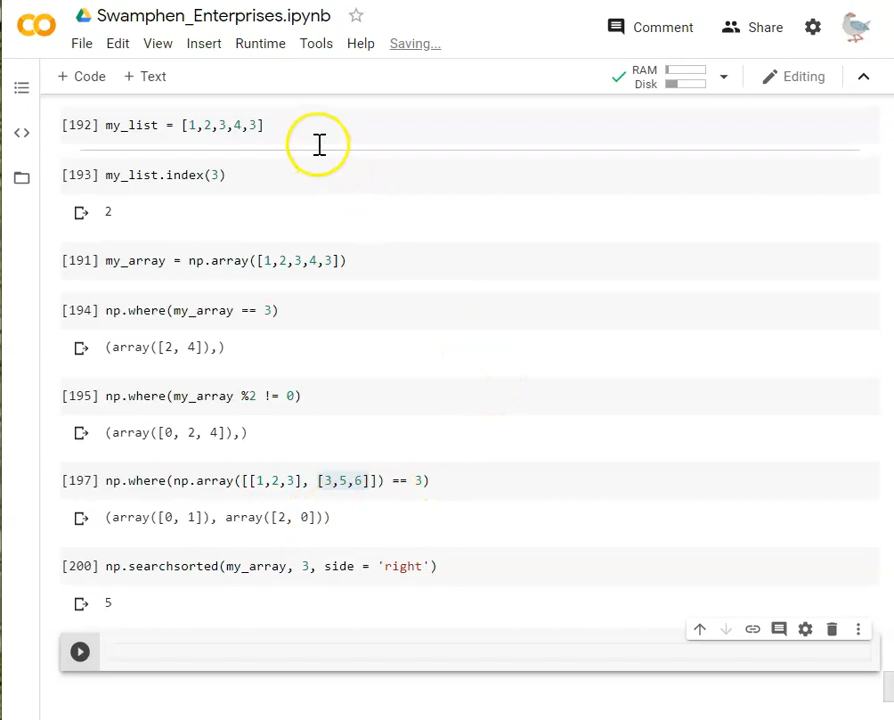 Swamphen_Enterprises.ipynb
File Edit View Insert Runtime Tools Help Saving...
Comment Share
+ Code + Text
RAM
Disk
Editing
[192] my_list = [1,2,3,4,3]
[193] my_list.index(3)
2
[191] my_array = np.array([1,2,3,4,3])
[194] np.where(my_array == 3)
(array([2, 4]),)
[195] np.where(my_array %2 != 0)
(array([0, 2, 4]),)
[197] np.where(np.array([[1,2,3], [3,5,6]]) == 3)
(array([0, 1]), array([2, 0]))
[200] np.searchsorted(my_array, 3, side = 'right')
5